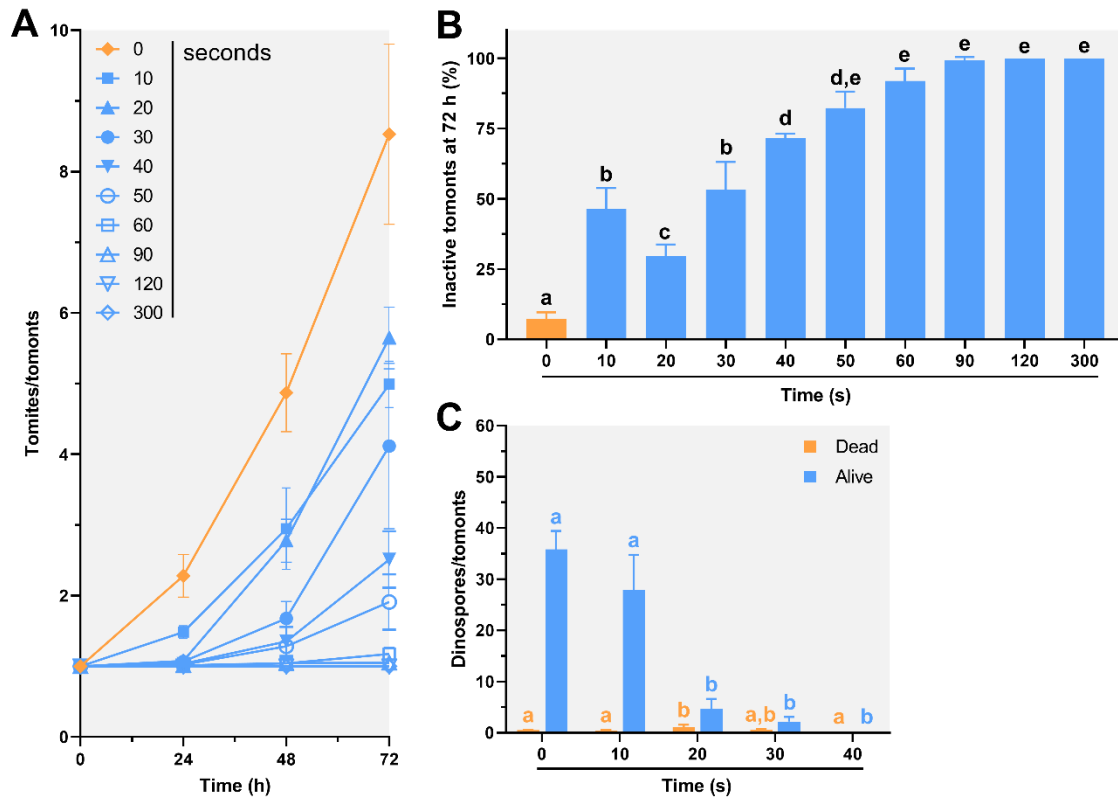 A
0
10
20
30
40
50
60
90
120
300
seconds
10
8
6
4
2
0
Tomites/tomonts
0 24 48 72
Time (h)
B
100
75
50
25
0
Inactive tomonts at 72 h (%)
a b c b d d,e e e e e
0 10 20 30 40 50 60 90 120 300
Time (s)
C
60
50
40
30
20
10
0
Dinospores/tomonts
Dead
Alive
a a a a b b a,b b a b
0 10 20 30 40
Time (s)